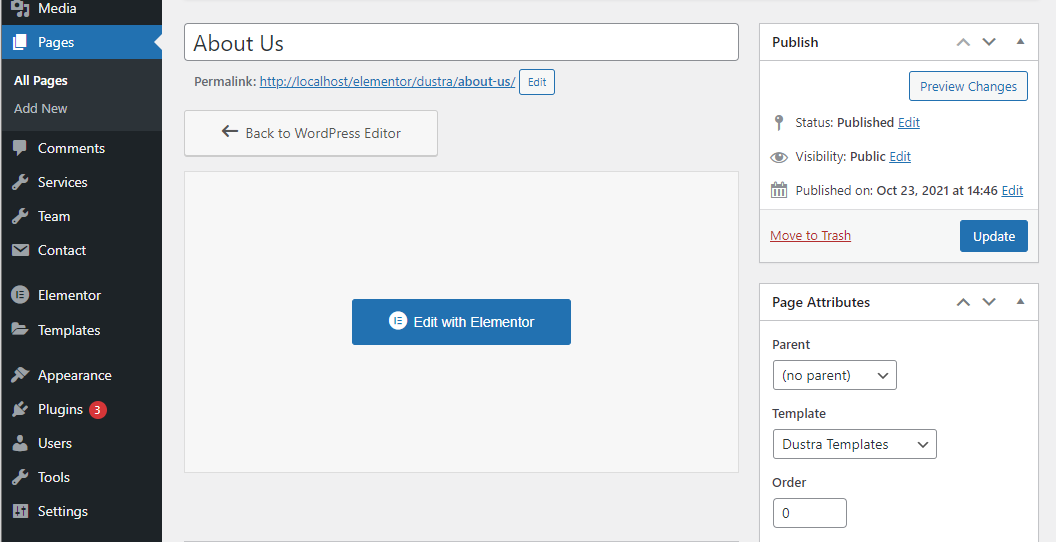 Media
Pages
All Pages
Add New
Comments
Services
Team
Contact
Elementor
Templates
Appearance
Plugins 3
Users
Tools
Settings
About Us
Permalink: http://localhost/elementor/dustra/about-us/ Edit
Back to WordPress Editor
Edit with Elementor
Publish
Preview Changes
Status: Published Edit
Visibility: Public Edit
Published on: Oct 23, 2021 at 14:46 Edit
Move to Trash Update
Page Attributes
Parent
(no parent)
Template
Dustra Templates
Order
0